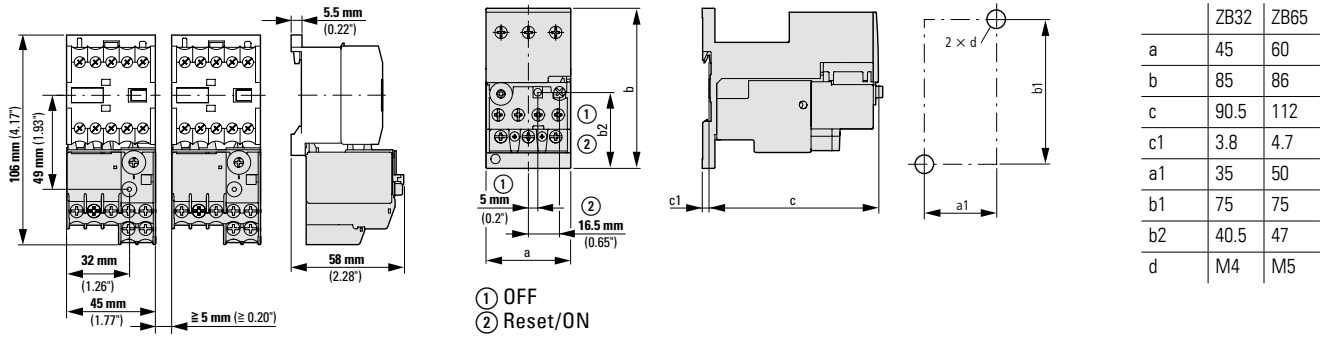 5.5 mm
(0.22")
106 mm (4.17")
49 mm (1.93")
32 mm
(1.26")
45 mm
(1.77")
≧ 5 mm (≧ 0.20")
58 mm
(2.28")
1
2
b2
b
1
5 mm
(0.2")
2
16.5 mm
(0.65")
a
1 OFF
2 Reset/ON
c1
c
2 × d
b1
a1
ZB32 ZB65
a 45 60
b 85 86
c 90.5 112
c1 3.8 4.7
a1 35 50
b1 75 75
b2 40.5 47
d M4 M5